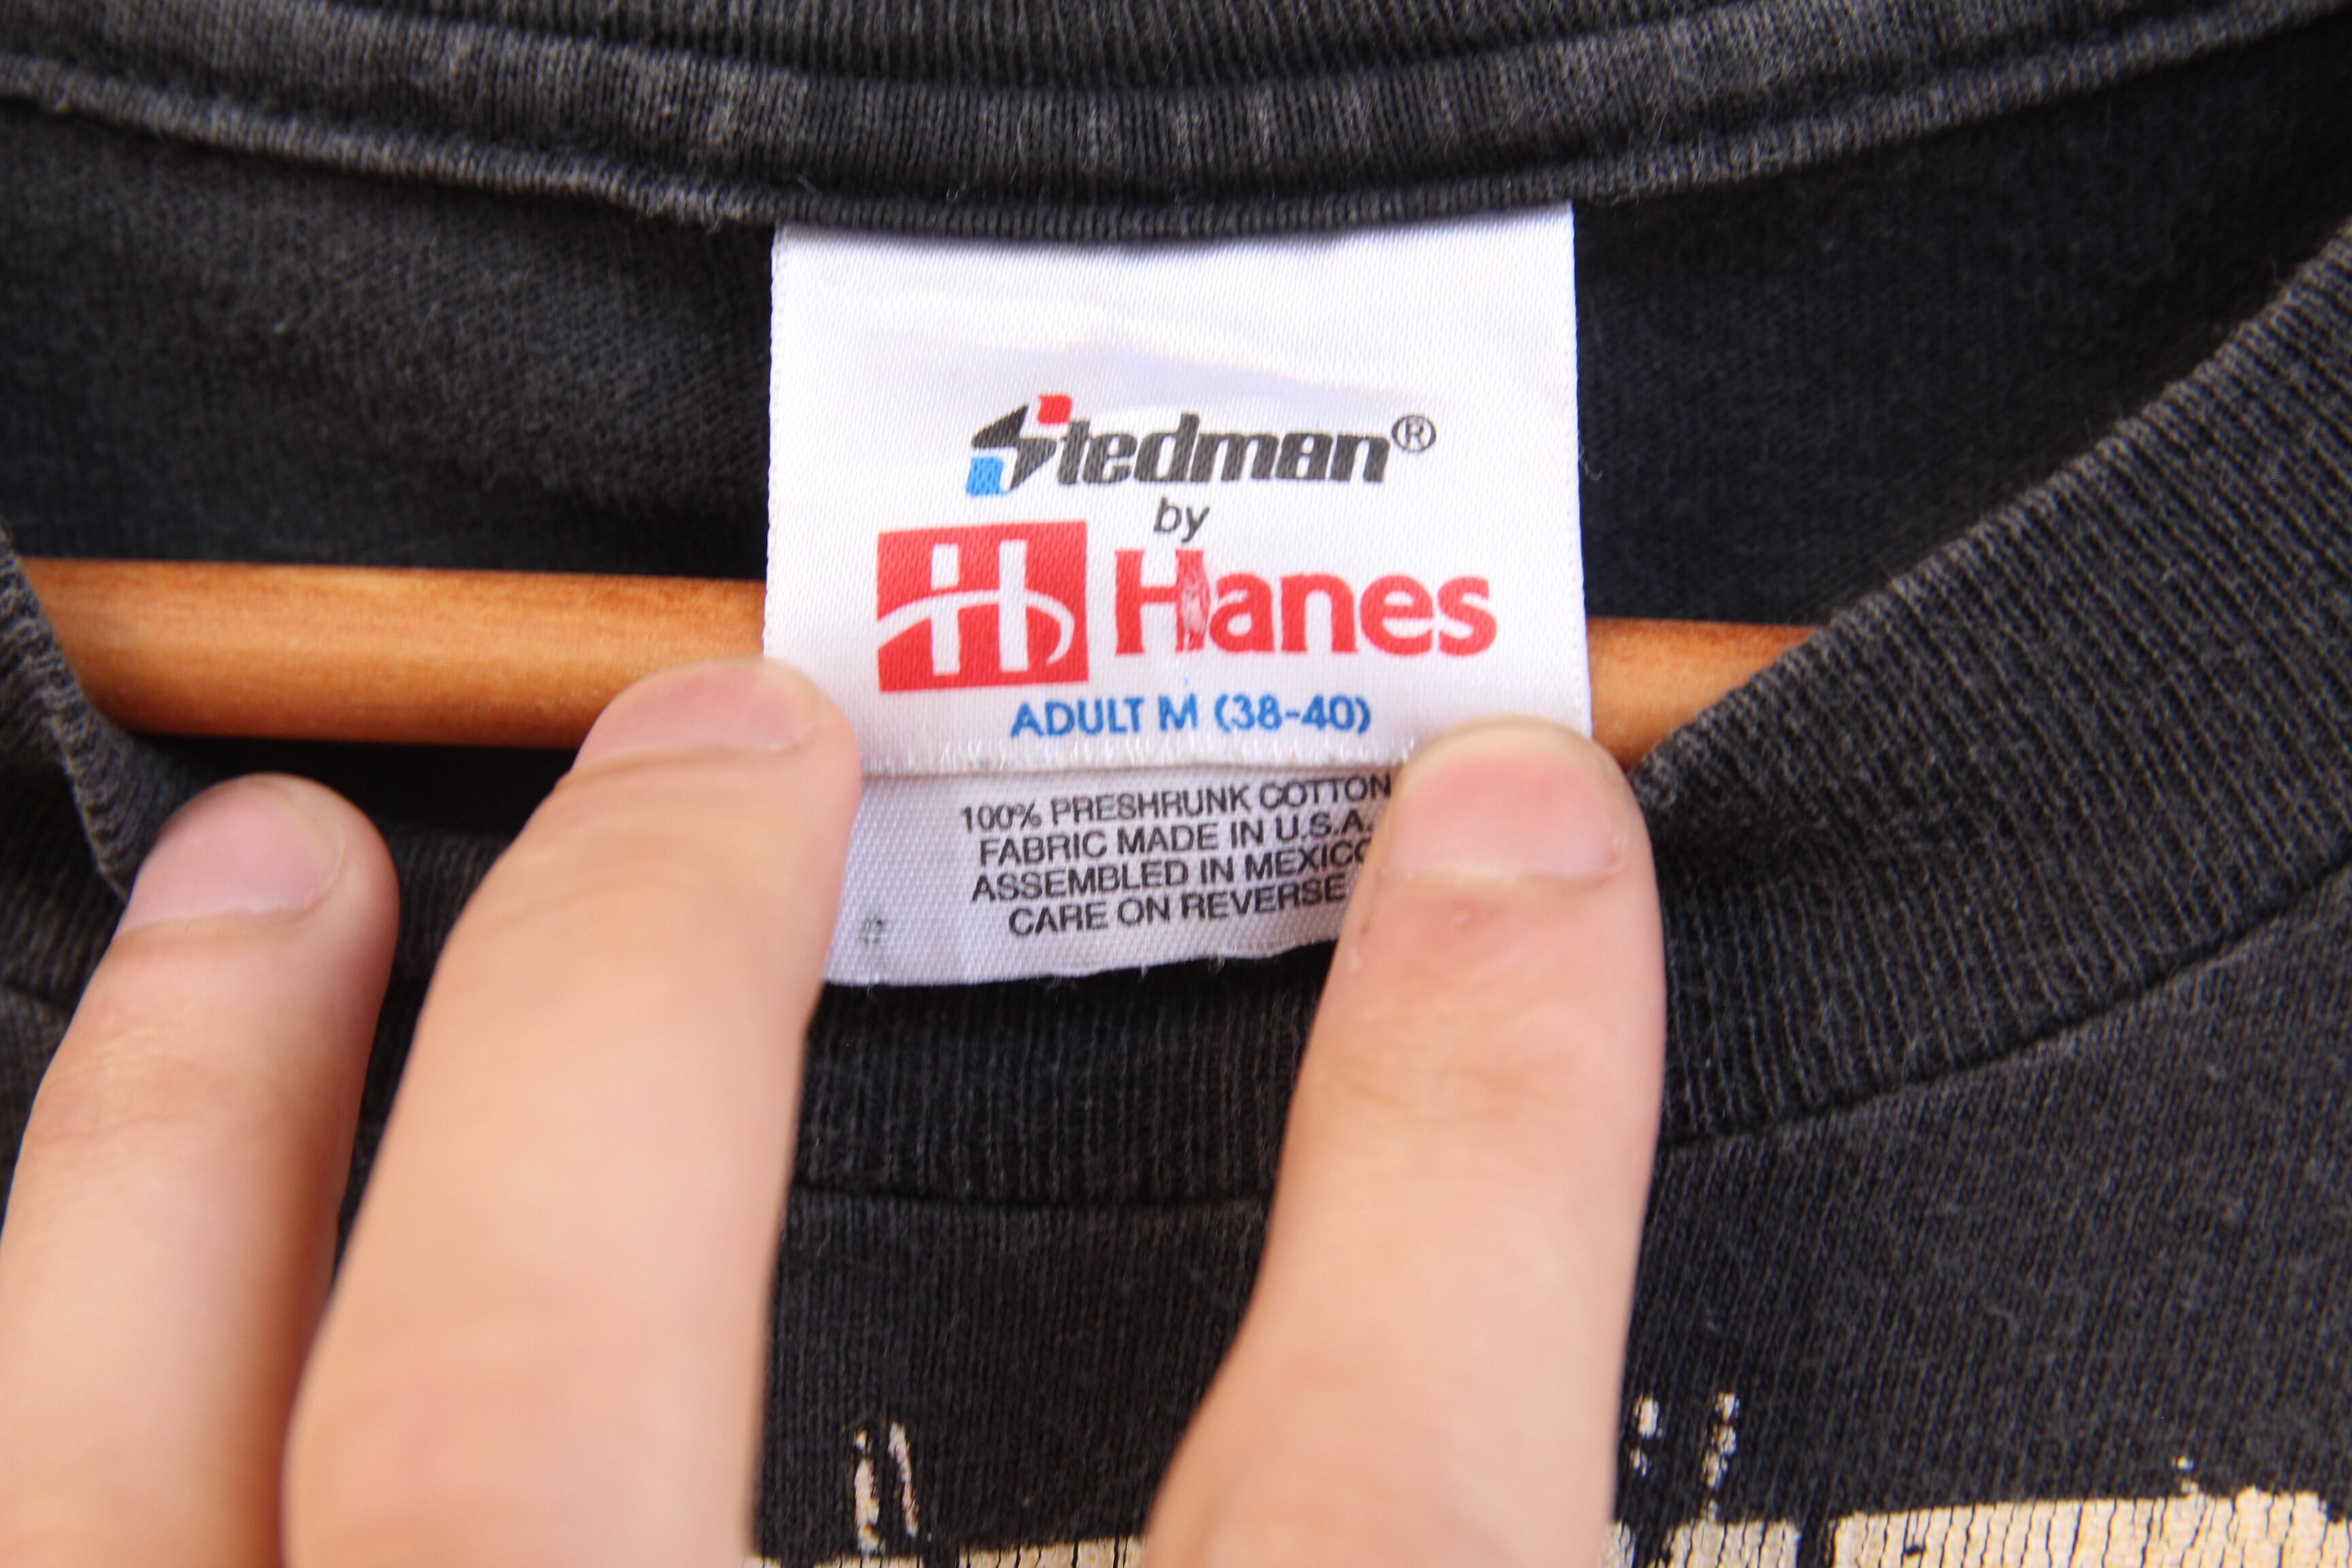 Stedman®
by
H Hanes
ADULT M (38-40)
100% PRESHRUNK COTTON
FABRIC MADE IN U.S.A.
ASSEMBLED IN MEXICO
CARE ON REVERSE